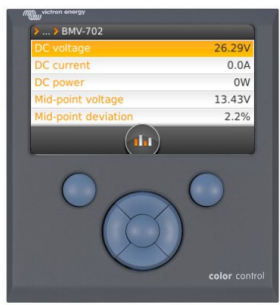 victron energy
> ... > BMV-702
DC voltage 26.29V
DC current 0.0A
DC power 0W
Mid-point voltage 13.43V
Mid-point deviation 2.2%
color control